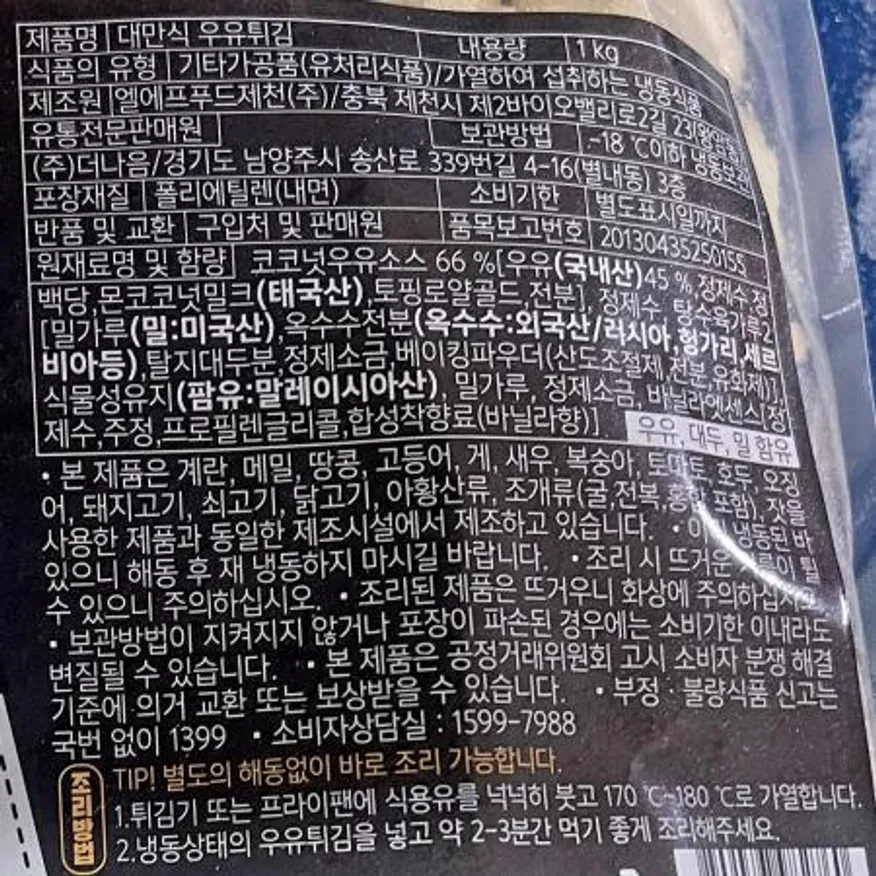 제품명 대만식 우유튀김 내용량 1 kg
식품의 유형 기타가공품(유처리식품)/가열하여 섭취하는 냉동식품
제조원 엘에프푸드제천(주)/충북 제천시 제2바이오밸리로2길 23(왕암동)
유통전문판매원 보관방법 -18 ℃이하 냉동보관
(주)더나음/경기도 남양주시 송산로 339번길 4-16(별내동) 3층
포장재질 폴리에틸렌(내면) 소비기한 별도표시일까지
반품 및 교환 구입처 및 판매원 품목보고번호 20130435250155
원재료명 및 함량 코코넛우유소스 66 %[우유(국내산)45 %, 정제수, 정
백당,몬코코넛밀크(태국산),토핑로얄골드,전분], 정제수, 탕수육가루2
[밀가루(밀:미국산),옥수수전분(옥수수:외국산/러시아,헝가리,세르
비아등),탈지대두분,정제소금,베이킹파우더(산도조절제,전분,유화제)],
식물성유지(팜유:말레이시아산), 밀가루, 정제소금, 바닐라엣센스[정
제수,주정,프로필렌글리콜,합성착향료(바닐라향)]
우유, 대두, 밀 함유
• 본 제품은 계란, 메밀, 땅콩, 고등어, 게, 새우, 복숭아, 토마토, 호두, 오징
어, 돼지고기, 쇠고기, 닭고기, 아황산류, 조개류(굴,전복,홍합 포함), 잣을
사용한 제품과 동일한 제조시설에서 제조하고 있습니다. • 이미 냉동된 바
있으니 해동 후 재 냉동하지 마시길 바랍니다. • 조리 시 뜨거운 튈
수 있으니 주의하십시오. • 조리된 제품은 뜨거우니 화상에 주의하십시오.
• 보관방법이 지켜지지 않거나 포장이 파손된 경우에는 소비기한 이내라도
변질될 수 있습니다. • 본 제품은 공정거래위원회 고시 소비자 분쟁 해결
기준에 의거 교환 또는 보상받을 수 있습니다. • 부정·불량식품 신고는
국번 없이 1399 • 소비자상담실 : 1599-7988
조리방법
TIP! 별도의 해동없이 바로 조리 가능합니다.
1.튀김기 또는 프라이팬에 식용유를 넉넉히 붓고 170 ℃~180 ℃로 가열합니다.
2.냉동상태의 우유튀김을 넣고 약 2-3분간 먹기 좋게 조리해주세요.